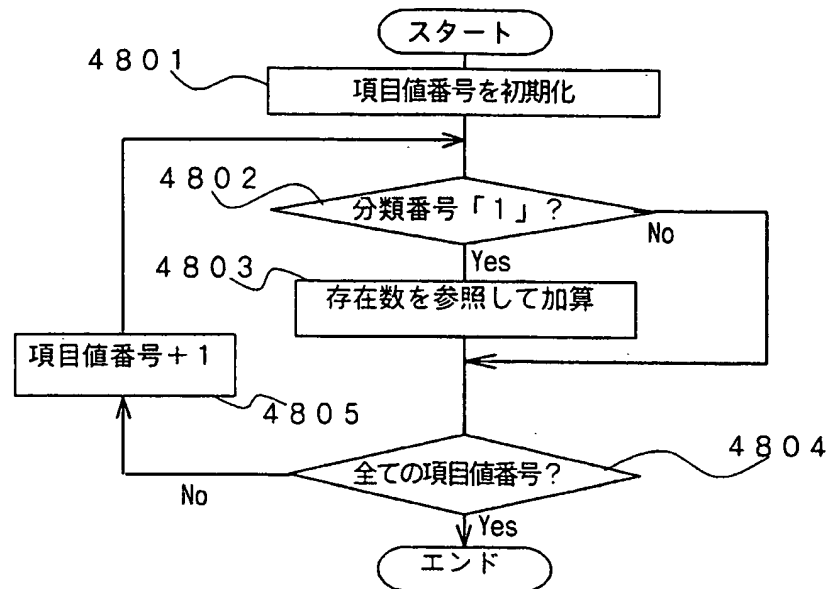 スタート
4801
項目値番号を初期化
4802
分類番号「1」?
No
Yes
4803
存在数を参照して加算
項目値番号+1
4805
全ての項目値番号?
4804
No
Yes
エンド